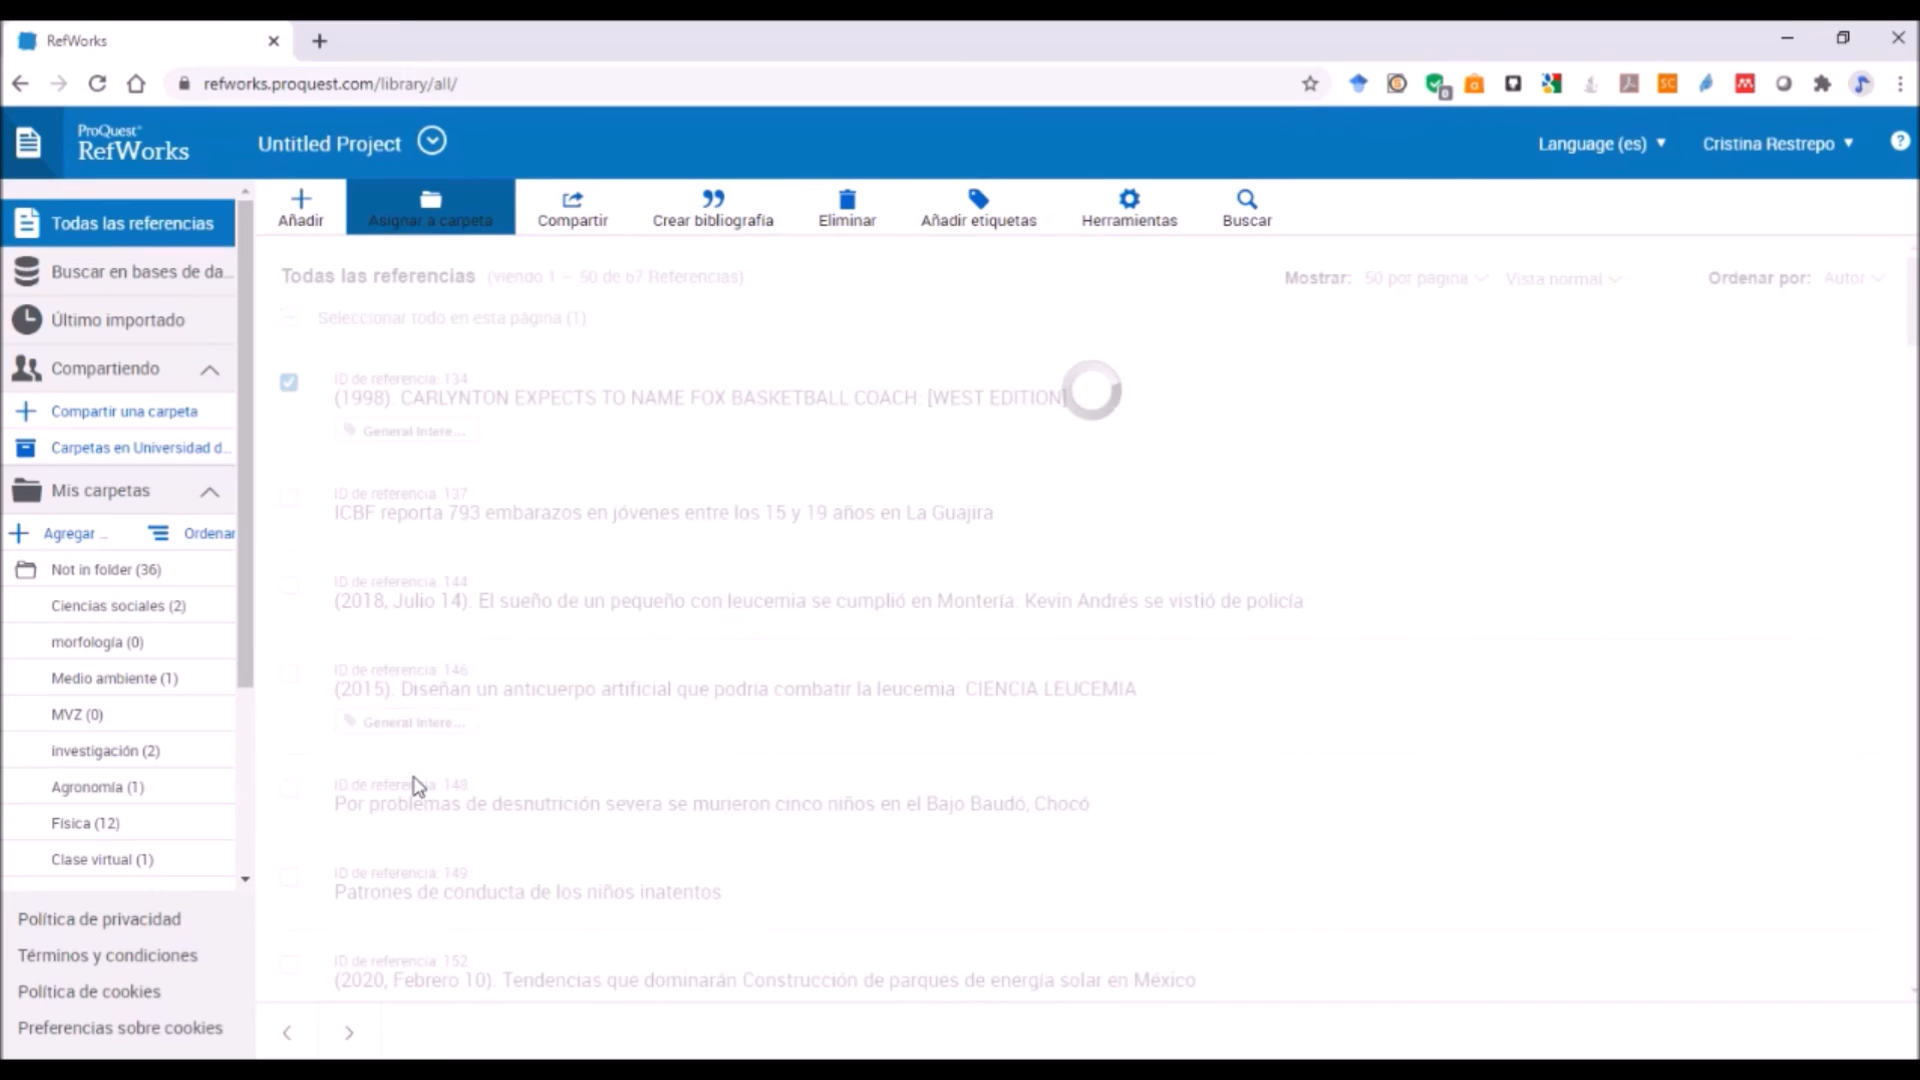 RefWorks
refworks.proquest.com/library/all/
ProQuest®
RefWorks
Untitled Project
Language (es)
Cristina Restrepo
Añadir
Asignar a carpeta
Compartir
Crear bibliografía
Eliminar
Añadir etiquetas
Herramientas
Buscar
Todas las referencias
Buscar en bases de da...
Último importado
Compartiendo
Compartir una carpeta
Carpetas en Universidad d...
Mis carpetas
Agregar ...
Ordenar
Not in folder (36)
Ciencias sociales (2)
morfología (0)
Medio ambiente (1)
MVZ (0)
investigación (2)
Agronomía (1)
Física (12)
Clase virtual (1)
Política de privacidad
Términos y condiciones
Política de cookies
Preferencias sobre cookies
Todas las referencias (viendo 1 – 50 de 67 Referencias)
Mostrar: 50 por página Vista normal Ordenar por: Autor
Seleccionar todo en esta página (1)
ID de referencia: 134
(1998). CARLYNTON EXPECTS TO NAME FOX BASKETBALL COACH: [WEST EDITION]
General Intere...
ID de referencia: 137
ICBF reporta 793 embarazos en jóvenes entre los 15 y 19 años en La Guajira
ID de referencia: 144
(2018, Julio 14). El sueño de un pequeño con leucemia se cumplió en Montería: Kevin Andrés se vistió de policía
ID de referencia: 146
(2015). Diseñan un anticuerpo artificial que podría combatir la leucemia: CIENCIA LEUCEMIA
General Intere...
ID de referencia: 148
Por problemas de desnutrición severa se murieron cinco niños en el Bajo Baudó, Chocó
ID de referencia: 149
Patrones de conducta de los niños inatentos
ID de referencia: 152
(2020, Febrero 10). Tendencias que dominarán Construcción de parques de energía solar en México